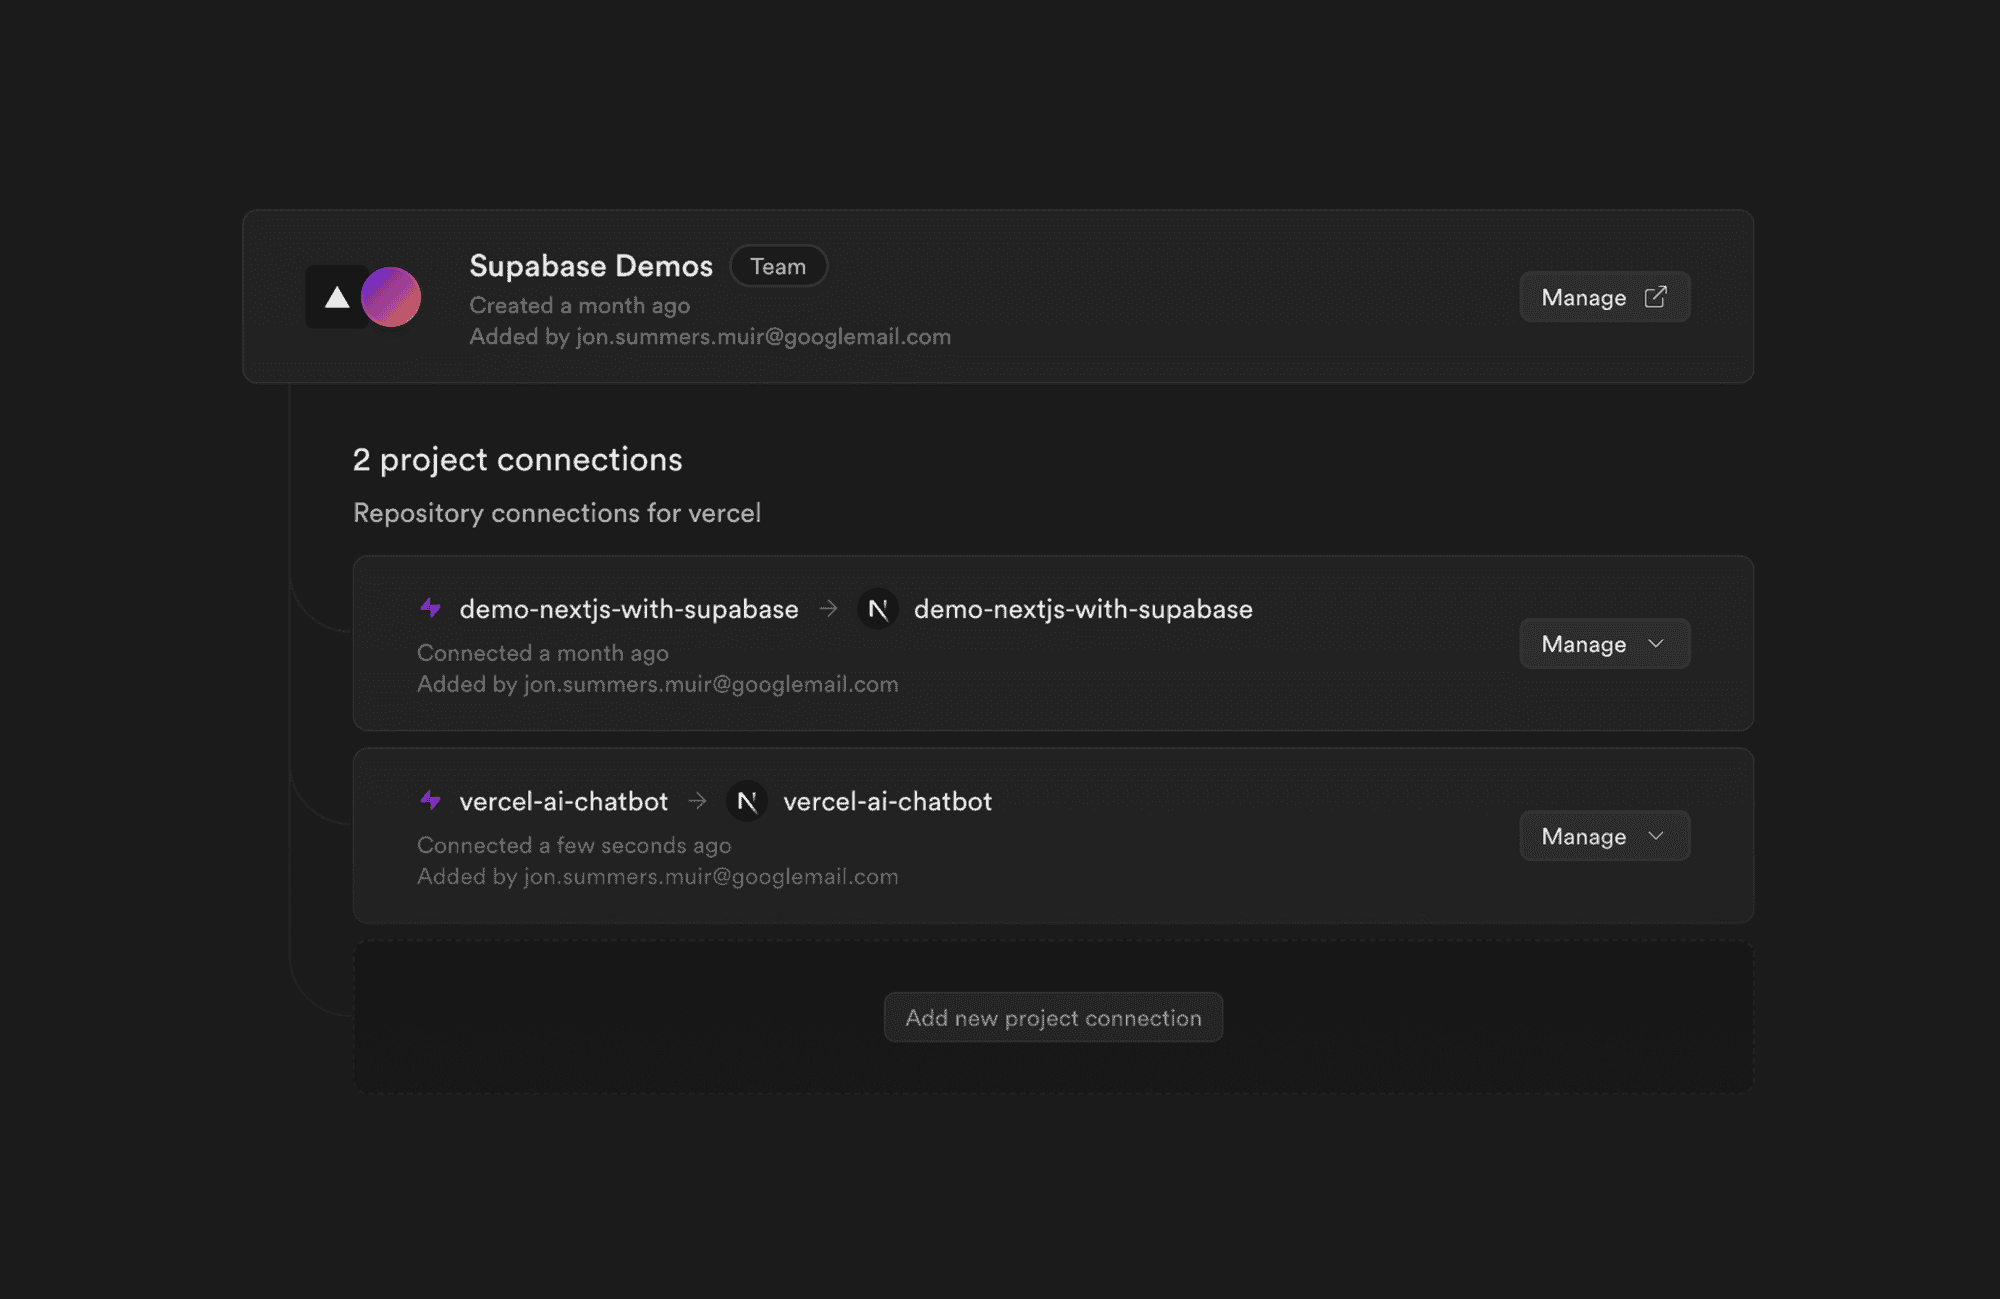 Supabase Demos Team
Created a month ago
Added by jon.summers.muir@googlemail.com
Manage
2 project connections
Repository connections for vercel
demo-nextjs-with-supabase → N demo-nextjs-with-supabase
Connected a month ago
Added by jon.summers.muir@googlemail.com
Manage
vercel-ai-chatbot → N vercel-ai-chatbot
Connected a few seconds ago
Added by jon.summers.muir@googlemail.com
Manage
Add new project connection